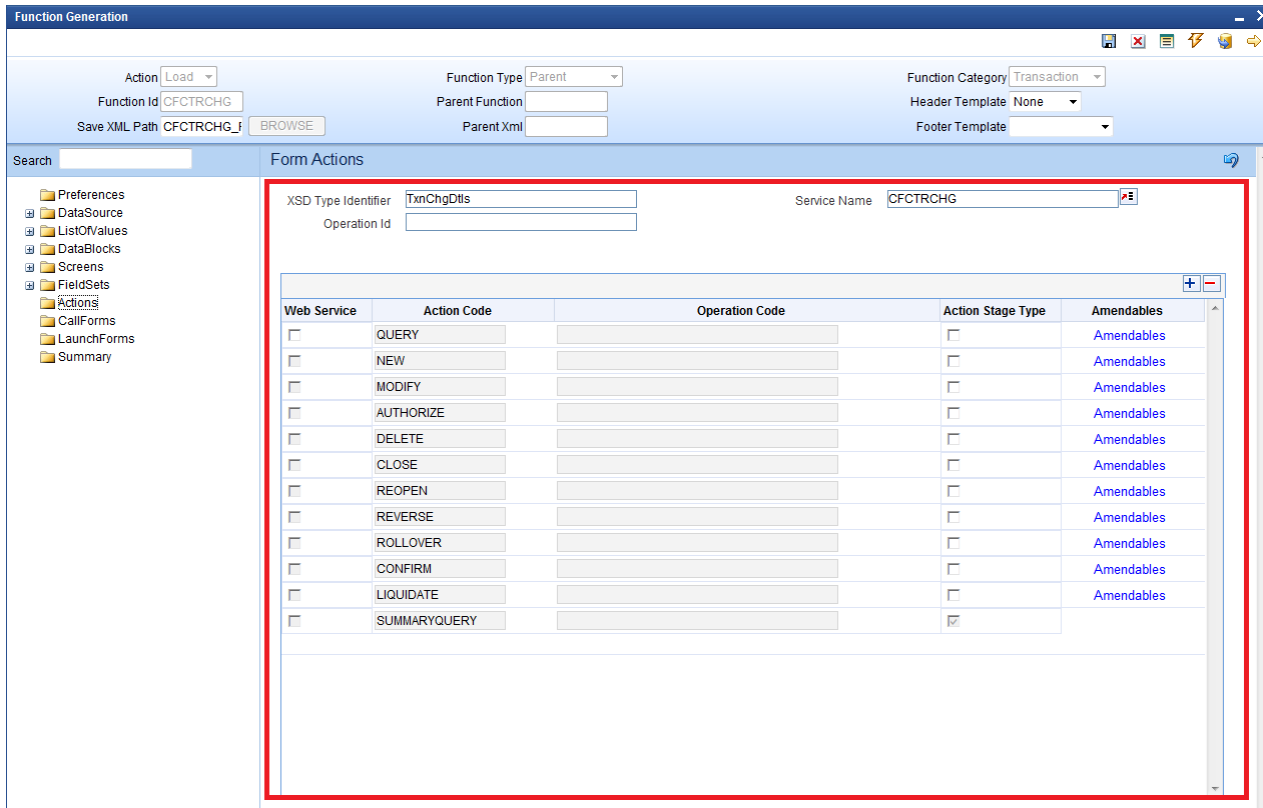 Function Generation
Action Load Function Type Parent Function Category Transaction
Function Id CFCTRCHG Parent Function Header Template None
Save XML Path CFCTRCHG_ BROWSE Parent Xml Footer Template
Search Form Actions
Preferences
DataSource
ListOfValues
DataBlocks
Screens
FieldSets
Actions
CallForms
LaunchForms
Summary
XSD Type Identifier TxnChgDtls Service Name CFCTRCHG
Operation Id
Web Service Action Code Operation Code Action Stage Type Amendables
QUERY Amendables
NEW Amendables
MODIFY Amendables
AUTHORIZE Amendables
DELETE Amendables
CLOSE Amendables
REOPEN Amendables
REVERSE Amendables
ROLLOVER Amendables
CONFIRM Amendables
LIQUIDATE Amendables
SUMMARYQUERY